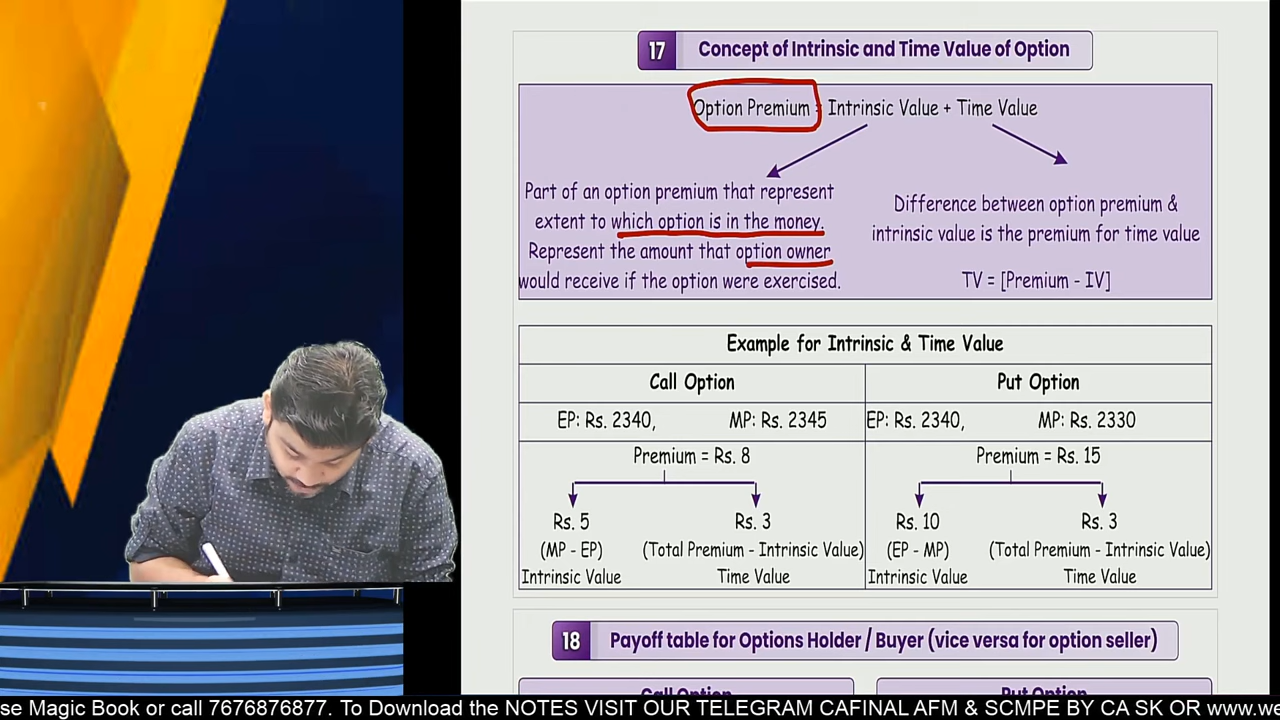 17 Concept of Intrinsic and Time Value of Option
Option Premium = Intrinsic Value + Time Value
Part of an option premium that represent
extent to which option is in the money.
Represent the amount that option owner
would receive if the option were exercised.
Difference between option premium &
intrinsic value is the premium for time value
TV = [Premium - IV]
Example for Intrinsic & Time Value
Call Option
Put Option
EP: Rs. 2340, MP: Rs. 2345
EP: Rs. 2340, MP: Rs. 2330
Premium = Rs. 8
Premium = Rs. 15
Rs. 5
(MP - EP)
Intrinsic Value
Rs. 3
(Total Premium - Intrinsic Value)
Time Value
Rs. 10
(EP - MP)
Intrinsic Value
Rs. 3
(Total Premium - Intrinsic Value)
Time Value
18 Payoff table for Options Holder / Buyer (vice versa for option seller)
Call Option
Put Option
se Magic Book or call 7676876877. To Download the NOTES VISIT OUR TELEGRAM CAFINAL AFM & SCMPE BY CA SK OR www.we